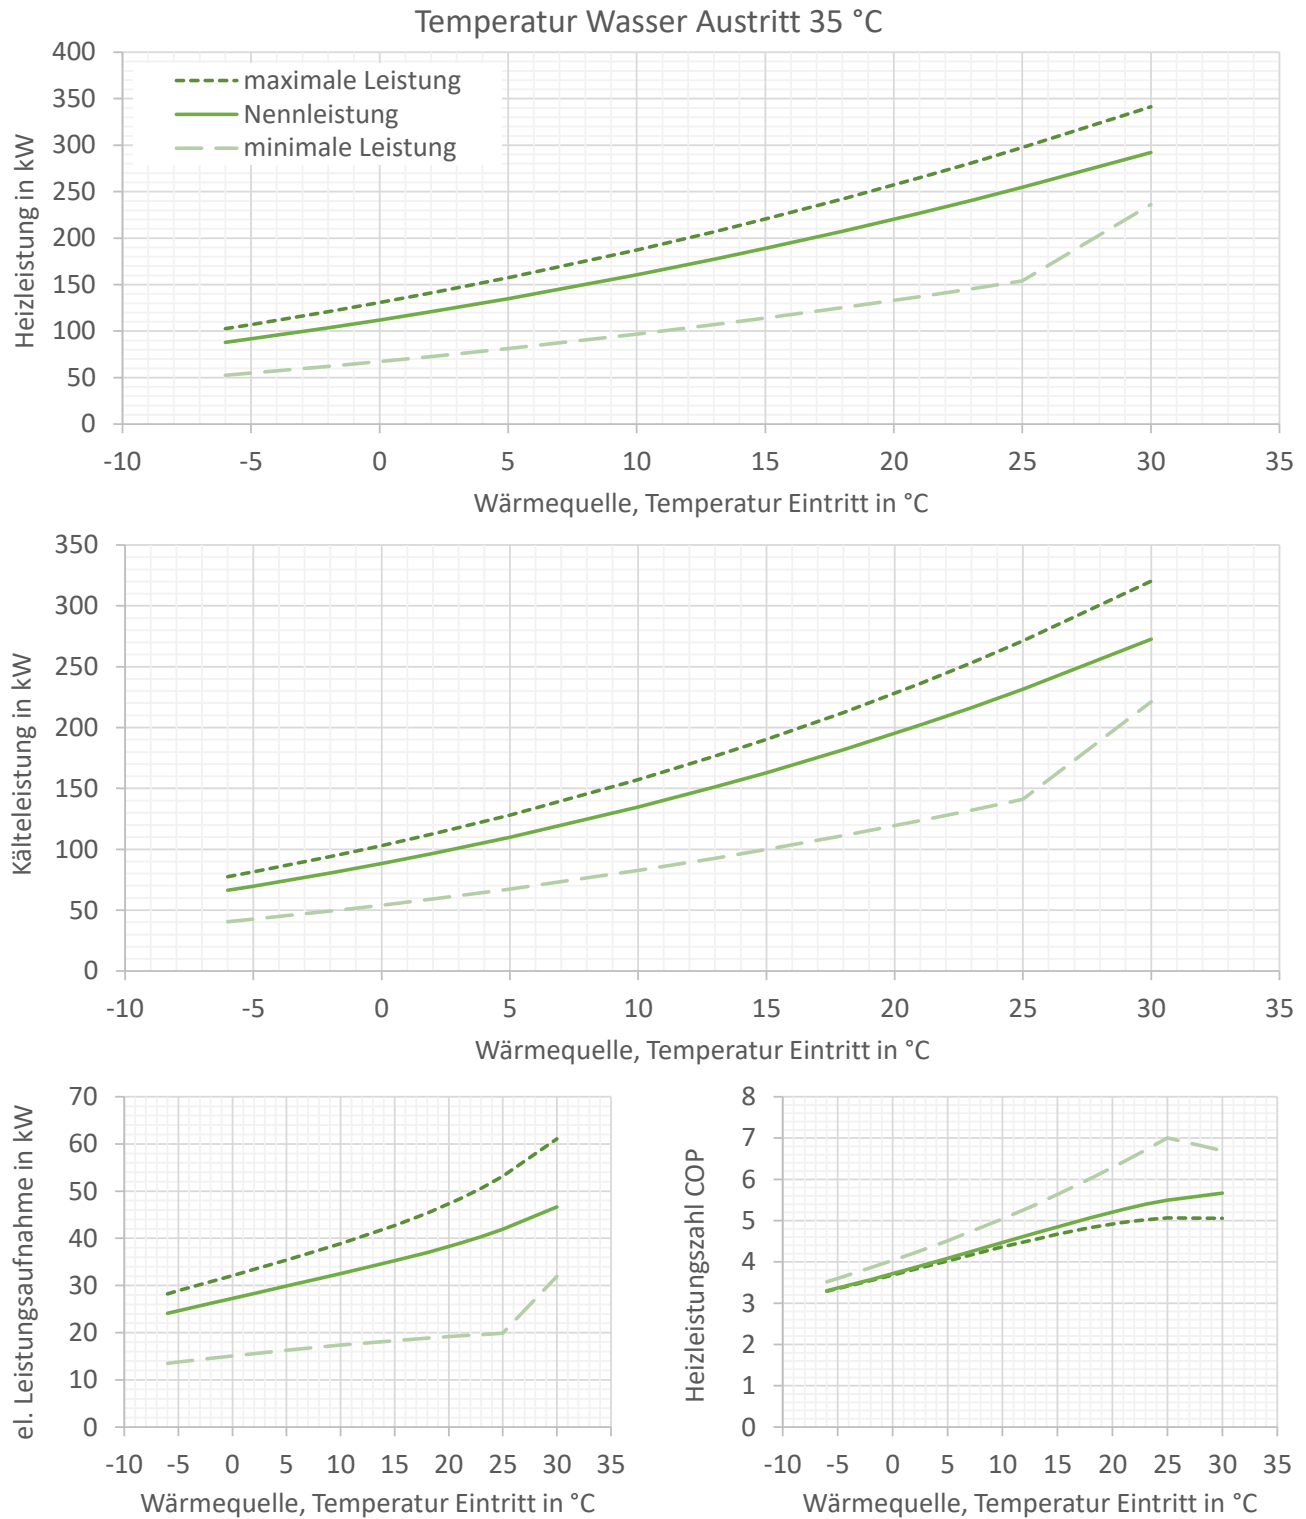 Temperatur Wasser Austritt 35 °C
400
350
300
250
200
150
100
50
0
maximale Leistung
Nennleistung
minimale Leistung
Heizleistung in kW
-10 -5 0 5 10 15 20 25 30 35
Wärmequelle, Temperatur Eintritt in °C
350
300
250
200
150
100
50
0
Kälteleistung in kW
-10 -5 0 5 10 15 20 25 30 35
Wärmequelle, Temperatur Eintritt in °C
70
60
50
40
30
20
10
0
el. Leistungsaufnahme in kW
-10 -5 0 5 10 15 20 25 30 35
Wärmequelle, Temperatur Eintritt in °C
8
7
6
5
4
3
2
1
0
Heizleistungszahl COP
-10 -5 0 5 10 15 20 25 30 35
Wärmequelle, Temperatur Eintritt in °C